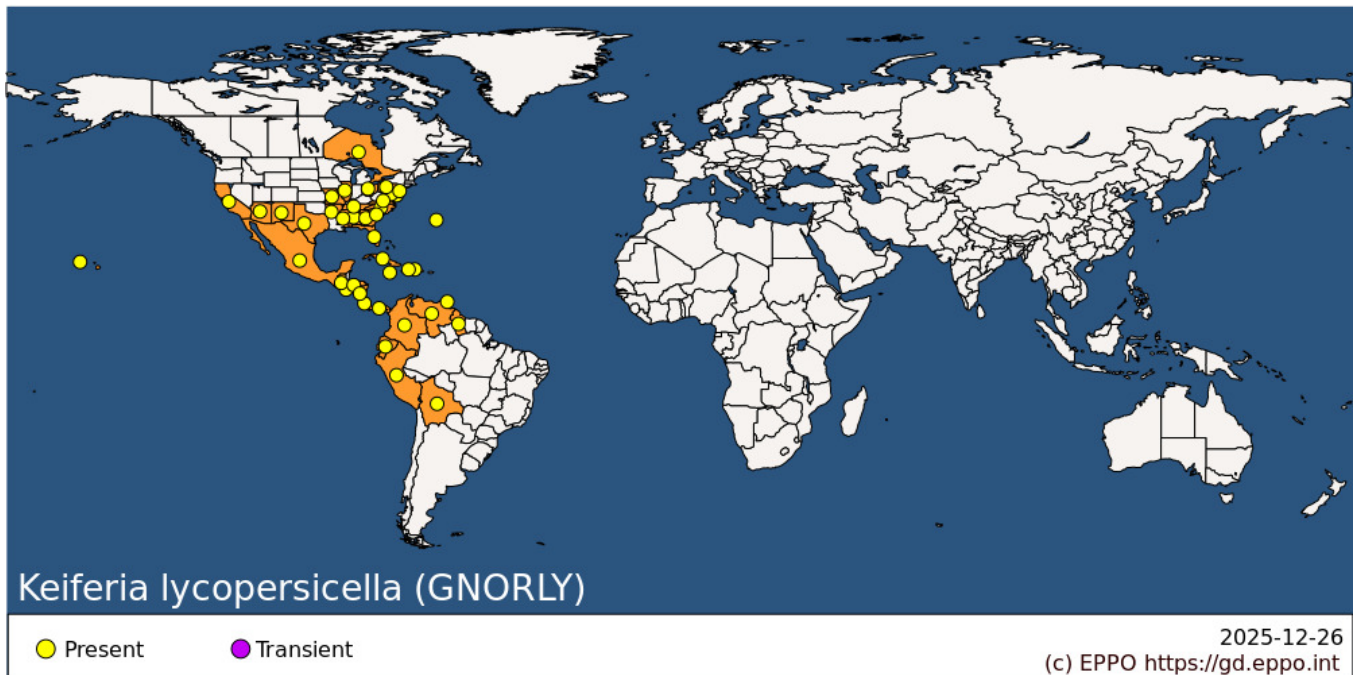 Keiferia lycopersicella (GNORLY)
Present
Transient
2025-12-26
(c) EPPO https://gd.eppo.int